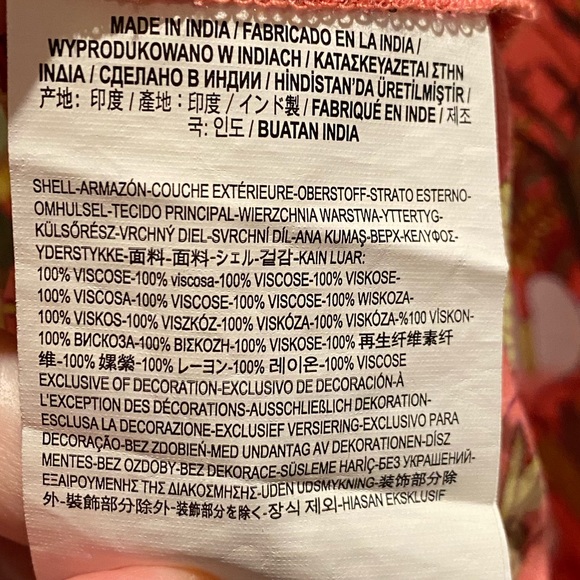 MADE IN INDIA / FABRICADO EN LA INDIA /
WYPRODUKOWANO W INDIACH / ΚΑΤΑΣΚΕΥΑΖΕΤΑΙ ΣΤΗΝ
ΙΝΔΙΑ / СДЕЛАНО В ИНДИИ / HİNDİSTAN'DA ÜRETİLMİŞTİR /
产地: 印度 / 產地: 印度 / インド製 / FABRIQUÉ EN INDE / 제조
국: 인도 / BUATAN INDIA
SHELL-ARMAZÓN-COUCHE EXTÉRIEURE-OBERSTOFF-STRATO ESTERNO-
OMHULSEL-TECIDO PRINCIPAL-WIERZCHNIA WARSTWA-YTTERTYG-
KÜLSŐRÉSZ-VRCHNÝ DIEL-SVRCHNÍ DÍL-ANA KUMAŞ-ВЕРХ-ΚΕΛΥΦΟΣ-
YDERSTYKKE-面料-面料-シェル-겉감-KAIN LUAR:
100% VISCOSE-100% viscosa-100% VISCOSE-100% VISKOSE-
100% VISCOSA-100% VISCOSE-100% VISCOSE-100% WISKOZA-
100% VISKOS-100% VISZKÓZ-100% VISKÓZA-100% VISKÓZA-%100 VİSKON-
100% ВИСКОЗА-100% ΒΙΣΚΟΖΗ-100% VISKOSE-100% 再生纤维素纤
维-100% 嫘縈-100% レーヨン-100% 레이온-100% VISCOSE
EXCLUSIVE OF DECORATION-EXCLUSIVO DE DECORACIÓN-À
L'EXCEPTION DES DÉCORATIONS-AUSSCHLIEßLICH DEKORATION-
ESCLUSA LA DECORAZIONE-EXCLUSIEF VERSIERING-EXCLUSIVO PARA
DECORAÇÃO-BEZ ZDOBIEŃ-MED UNDANTAG AV DEKORATIONEN-DÍSZ
MENTES-BEZ OZDOBY-BEZ DEKORACE-SÜSLEME HARİÇ-БЕЗ УКРАШЕНИЙ-
ΕΞΑΙΡΟΥΜΕΝΗΣ ΤΗΣ ΔΙΑΚΟΣΜΗΣΗΣ-UDEN UDSMYKNING-装饰部分除
外-裝飾部分除外-装飾部分を除く-장식 제외-HIASAN EKSKLUSIF